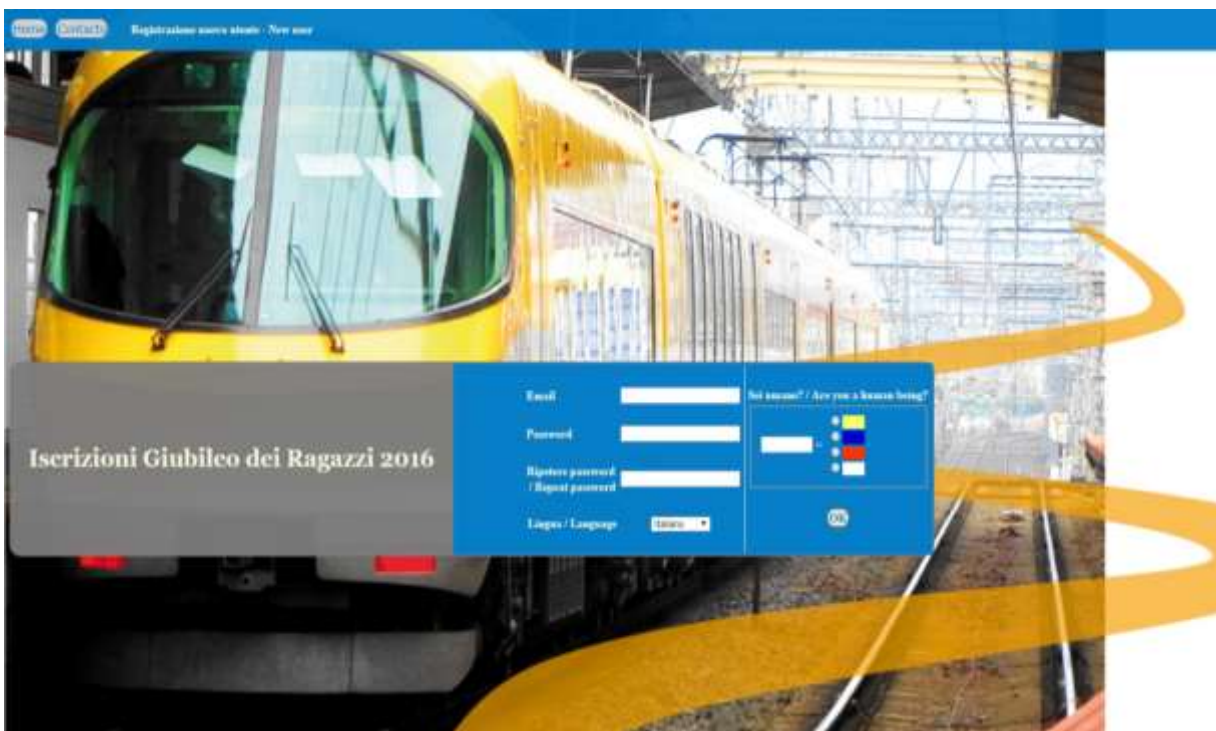 Home Contacts Registrazione nuovo utente - New user
Iscrizioni Giubileo dei Ragazzi 2016
Email
Password
Ripetere password
/ Repeat password
Lingua / Language Italiano
Sei umano? / Are you a human being?
=
OK